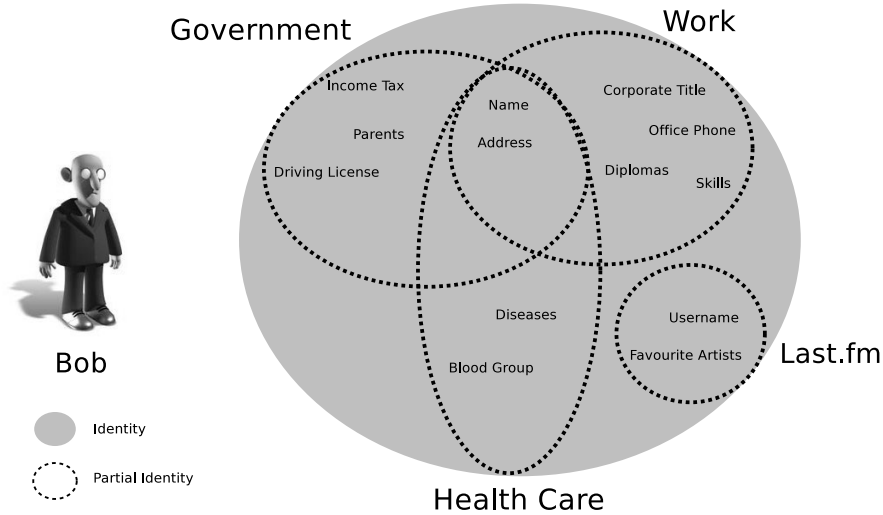 Government
Work
Income Tax
Name
Corporate Title
Parents
Address
Office Phone
Driving License
Diplomas
Skills
Diseases
Username
Blood Group
Favourite Artists
Last.fm
Bob
Identity
Partial Identity
Health Care